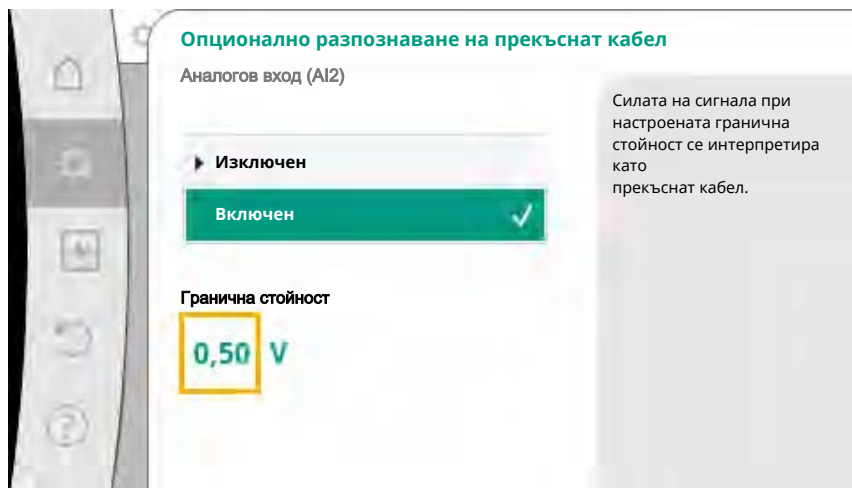 Опционално разпознаване на прекъснат кабел
Аналогов вход (AI2)
Изключен
Включен
Гранична стойност
0,50 V
Силата на сигнала при
настроената гранична
стойност се интерпретира
като
прекъснат кабел.